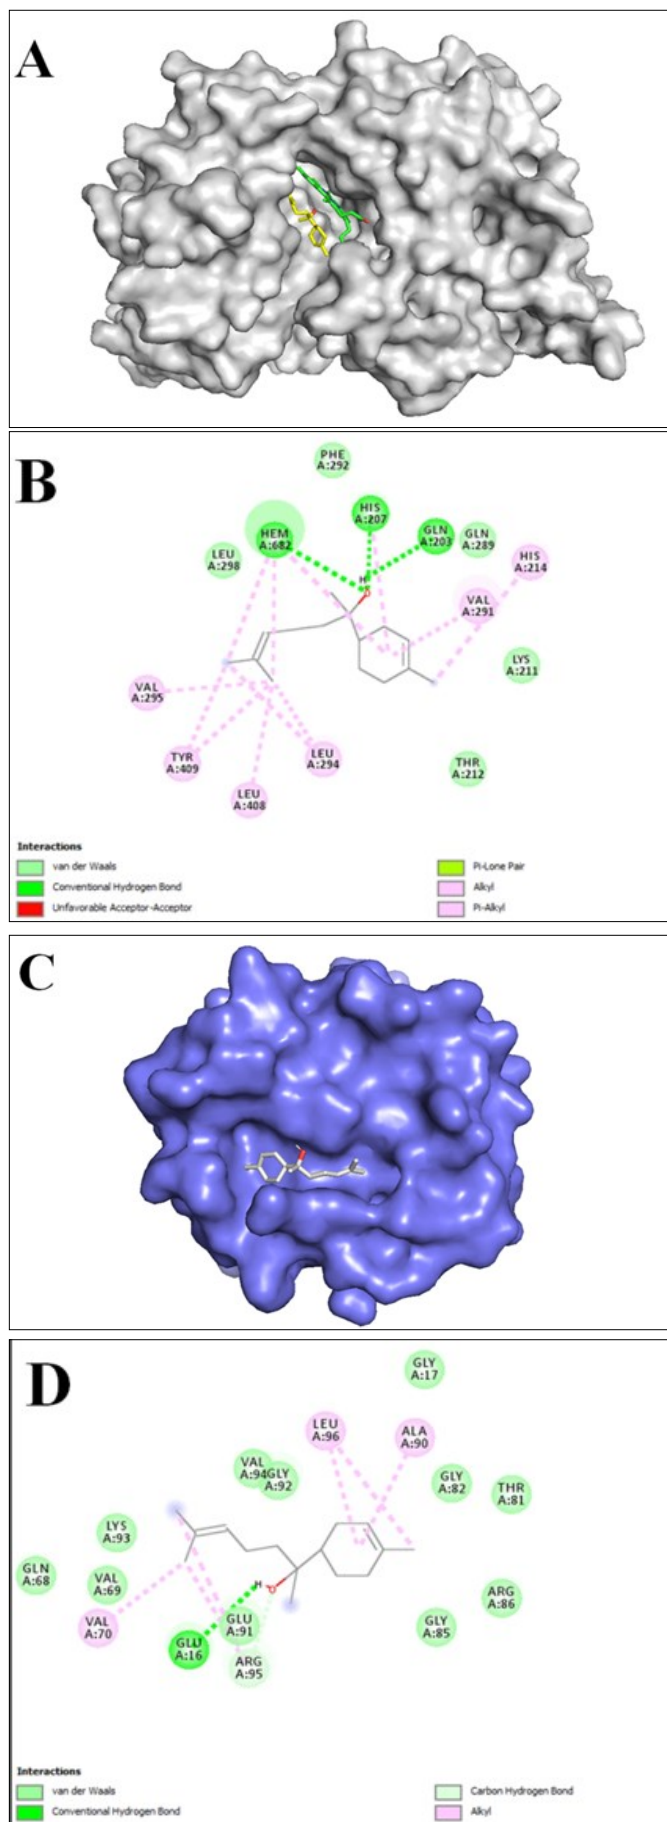 A
B
PHE
A:292
HIS
A:207
HEM
A:682
GLN
A:203
GLN
A:289
LEU
A:298
HIS
A:214
VAL
A:291
LYS
A:211
VAL
A:295
TYR
A:409
LEU
A:294
LEU
A:408
THR
A:212
H
O
Interactions
van der Waals
Conventional Hydrogen Bond
Unfavorable Acceptor-Acceptor
Pi-Lone Pair
Alkyl
Pi-Alkyl
C
D
GLY
A:17
LEU
A:96
ALA
A:90
VAL
A:94
GLY
A:92
GLY
A:82
THR
A:81
LYS
A:93
GLN
A:68
VAL
A:69
VAL
A:70
H
O
GLU
A:91
GLU
A:16
ARG
A:95
ARG
A:86
GLY
A:85
Interactions
van der Waals
Conventional Hydrogen Bond
Carbon Hydrogen Bond
Alkyl